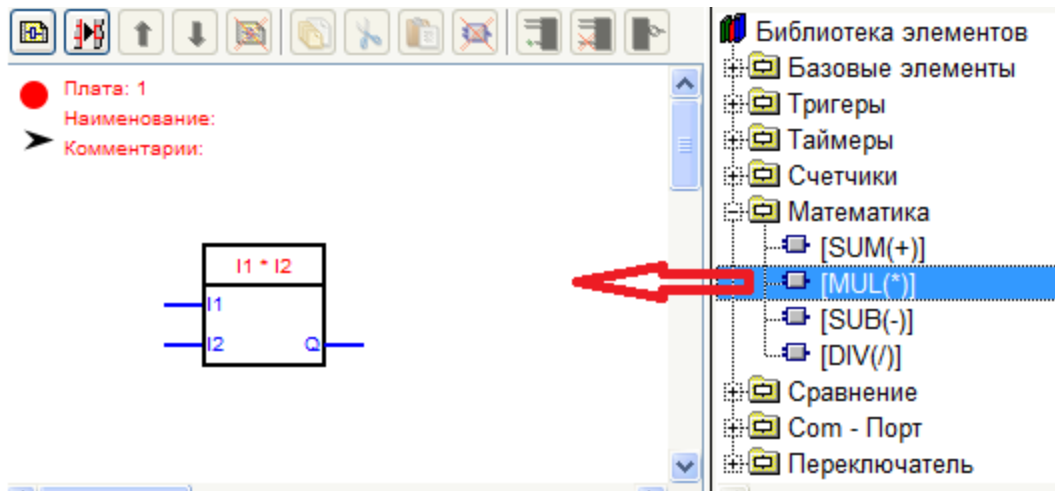 Плата: 1
Наименование:
Комментарии:
I1 * I2
I1
I2 Q
Библиотека элементов
Базовые элементы
Тригеры
Таймеры
Счетчики
Математика
[SUM(+)]
[MUL(*)]
[SUB(-)]
[DIV(/)]
Сравнение
Com - Порт
Переключатель